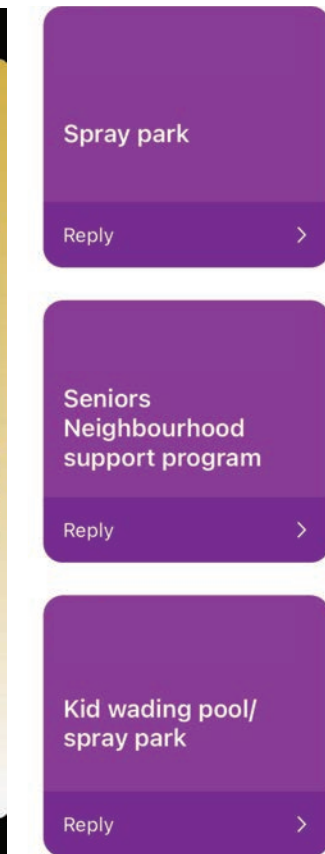 Spray park
Reply
Seniors
Neighbourhood
support program
Reply
Kid wading pool/
spray park
Reply